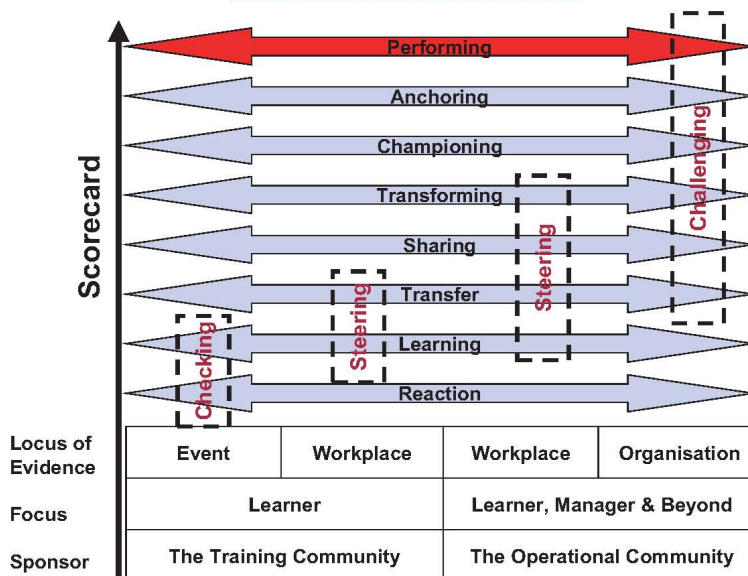 Scorecard
Performing
Anchoring
Championing
Transforming
Sharing
Transfer
Learning
Reaction
Checking
Steering
Steering
Challenging
Locus of
Evidence
Event
Workplace
Workplace
Organisation
Focus
Learner
Learner, Manager & Beyond
Sponsor
The Training Community
The Operational Community